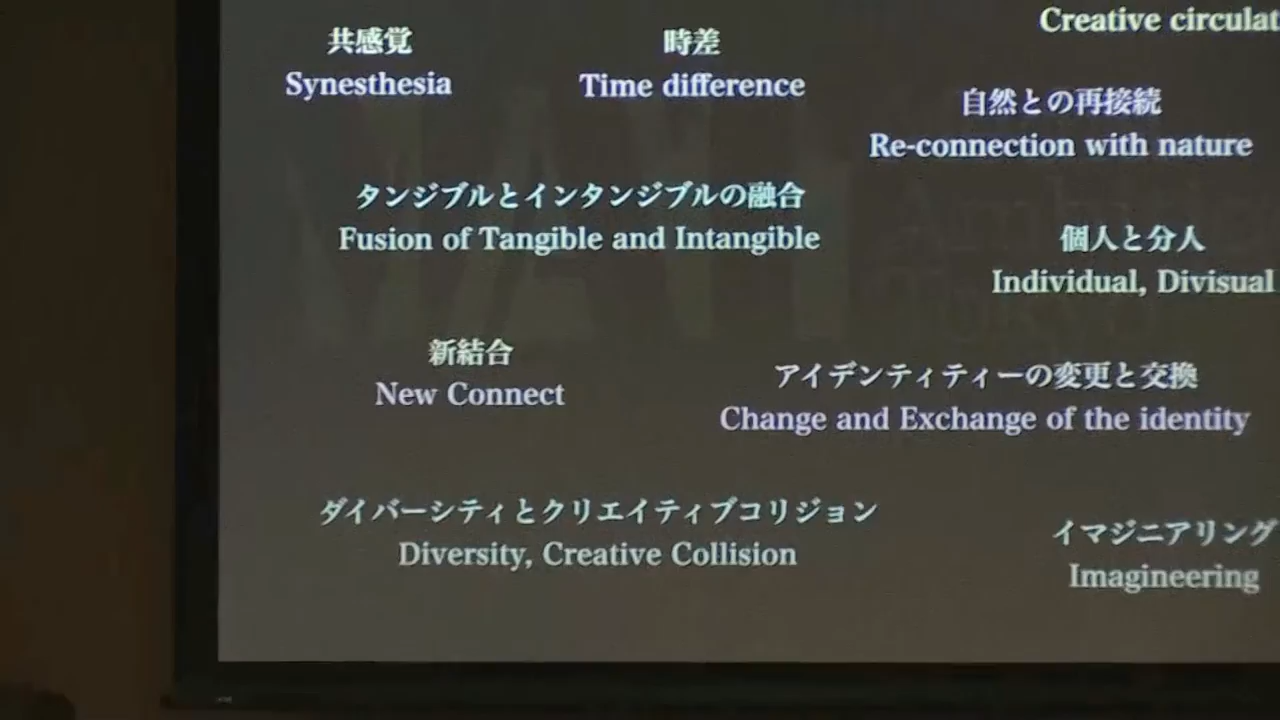 Creative circulat
共感覚
Synesthesia
時差
Time difference
自然との再接続
Re-connection with nature
タンジブルとインタンジブルの融合
Fusion of Tangible and Intangible
個人と分人
Individual, Divisual
新結合
New Connect
アイデンティティーの変更と交換
Change and Exchange of the identity
ダイバーシティとクリエイティブコリジョン
Diversity, Creative Collision
イマジニアリング
Imagineering